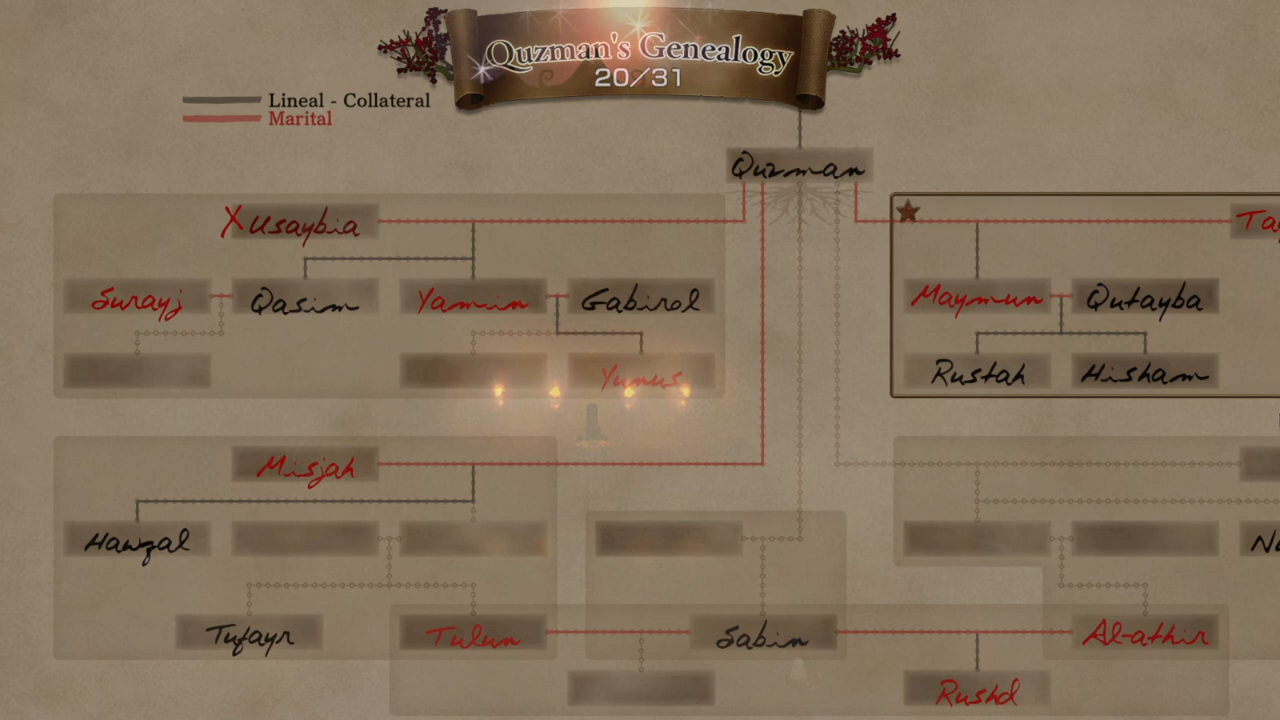 Quzman's Genealogy
20/31
Lineal - Collateral
Marital
Quzman
Xusaybia
Surayj
Qasim
Yamin
Gabirol
Maymun
Qutayba
Yunus
Rustah
Hisham
Misjah
Hawqal
Tufayr
Tulun
Sabin
Al-athir
Rushd